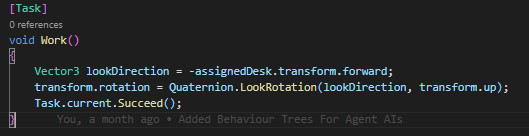 [Task]
0 references
void Work()
{
Vector3 lookDirection = -assignedDesk.transform.forward;
transform.rotation = Quaternion.LookRotation(lookDirection, transform.up);
Task.current.Succeed();
} You, a month ago • Added Behaviour Trees For Agent AIs